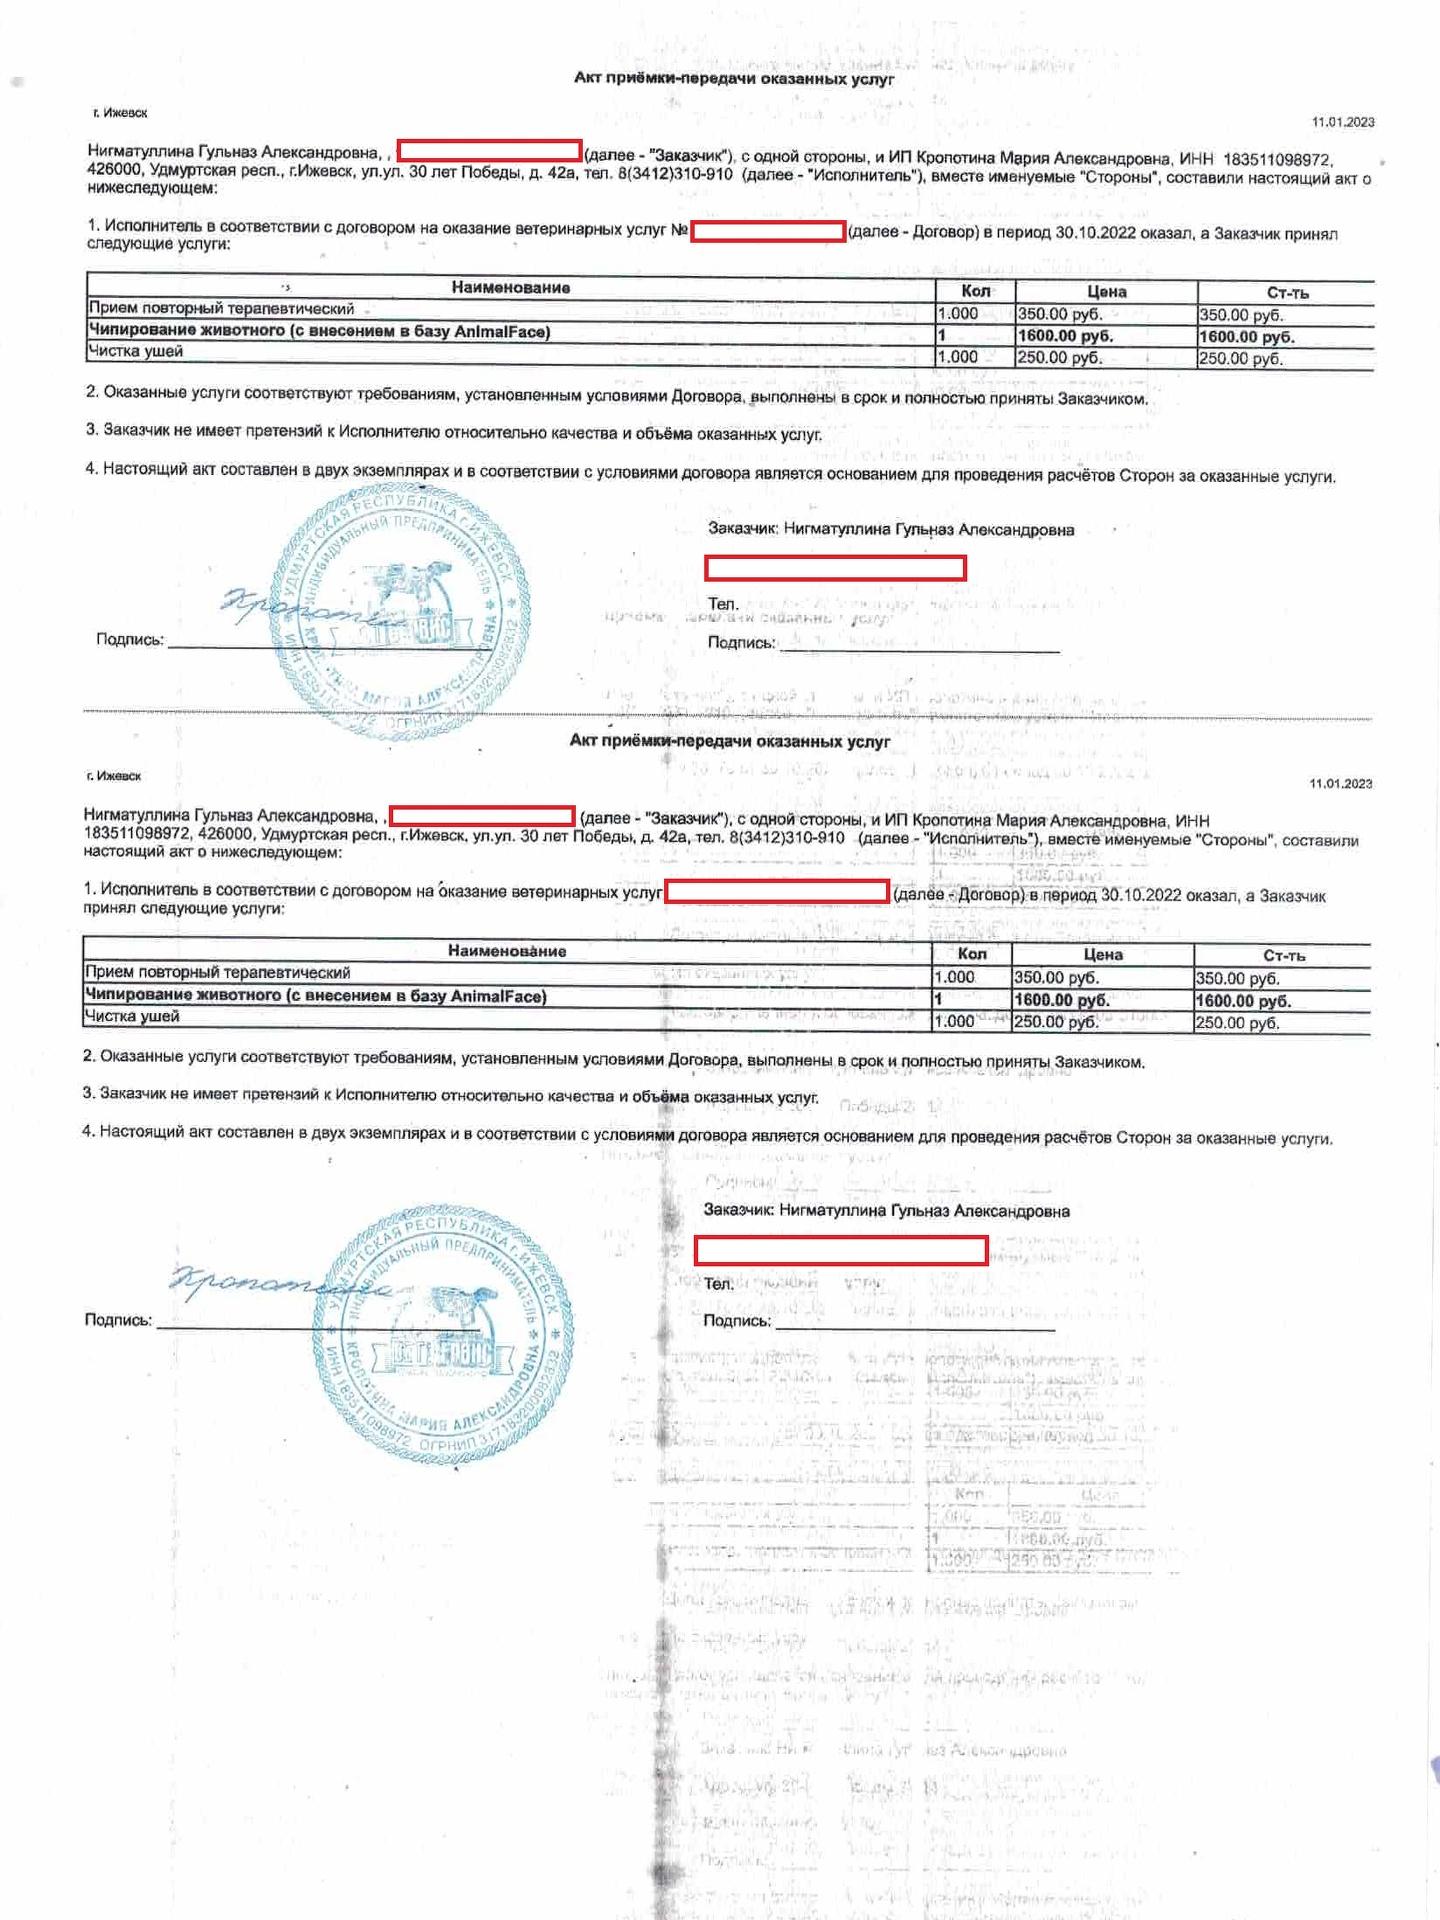 Акт приёмки-передачи оказанных услуг
г. Ижевск
11.01.2023
Нигматуллина Гульназ Александровна, , (далее - "Заказчик"), с одной стороны, и ИП Кропотина Мария Александровна, ИНН 183511098972,
426000, Удмуртская респ., г.Ижевск, ул.ул. 30 лет Победы, д. 42а, тел. 8(3412)310-910 (далее - "Исполнитель"), вместе именуемые "Стороны", составили настоящий акт о
нижеследующем:
1. Исполнитель в соответствии с договором на оказание ветеринарных услуг № (далее - Договор) в период 30.10.2022 оказал, а Заказчик принял
следующие услуги:
Наименование Кол Цена Ст-ть
Прием повторный терапевтический 1.000 350.00 руб. 350.00 руб.
Чипирование животного (с внесением в базу AnimalFace) 1 1600.00 руб. 1600.00 руб.
Чистка ушей 1.000 250.00 руб. 250.00 руб.
2. Оказанные услуги соответствуют требованиям, установленным условиями Договора, выполнены в срок и полностью приняты Заказчиком.
3. Заказчик не имеет претензий к Исполнителю относительно качества и объёма оказанных услуг.
4. Настоящий акт составлен в двух экземплярах и в соответствии с условиями договора является основанием для проведения расчётов Сторон за оказанные услуги.
Заказчик: Нигматуллина Гульназ Александровна
Тел.
Подпись:
Подпись:
УДМУРТСКАЯ РЕСПУБЛИКА г. ИЖЕВСК
ИНДИВИДУАЛЬНЫЙ ПРЕДПРИНИМАТЕЛЬ
МАРИЯ АЛЕКСАНДРОВНА
Акт приёмки-передачи оказанных услуг
г. Ижевск
11.01.2023
Нигматуллина Гульназ Александровна, , (далее - "Заказчик"), с одной стороны, и ИП Кропотина Мария Александровна, ИНН
183511098972, 426000, Удмуртская респ., г.Ижевск, ул.ул. 30 лет Победы, д. 42а, тел. 8(3412)310-910 (далее - "Исполнитель"), вместе именуемые "Стороны", составили
настоящий акт о нижеследующем:
1. Исполнитель в соответствии с договором на оказание ветеринарных услуг (далее - Договор) в период 30.10.2022 оказал, а Заказчик
принял следующие услуги:
Наименование Кол Цена Ст-ть
Прием повторный терапевтический 1.000 350.00 руб. 350.00 руб.
Чипирование животного (с внесением в базу AnimalFace) 1 1600.00 руб. 1600.00 руб.
Чистка ушей 1.000 250.00 руб. 250.00 руб.
2. Оказанные услуги соответствуют требованиям, установленным условиями Договора, выполнены в срок и полностью приняты Заказчиком.
3. Заказчик не имеет претензий к Исполнителю относительно качества и объёма оказанных услуг.
4. Настоящий акт составлен в двух экземплярах и в соответствии с условиями договора является основанием для проведения расчётов Сторон за оказанные услуги.
Заказчик: Нигматуллина Гульназ Александровна
Кропотина
Тел.
Подпись:
Подпись:
УДМУРТСКАЯ РЕСПУБЛИКА г. ИЖЕВСК
ИНДИВИДУАЛЬНЫЙ ПРЕДПРИНИМАТЕЛЬ
КРОПОТИНА МАРИЯ АЛЕКСАНДРОВНА
ИНН 183511098972 ОГРНИП 317183200082832